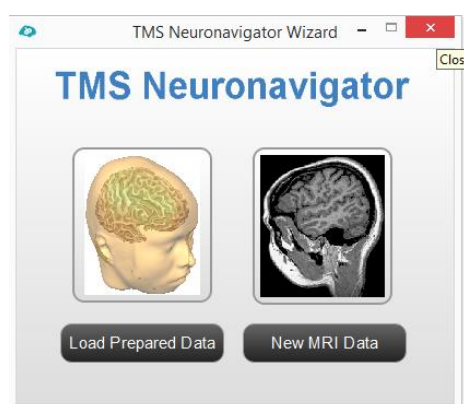 TMS Neuronavigator Wizard
Clos
TMS Neuronavigator
Load Prepared Data
New MRI Data